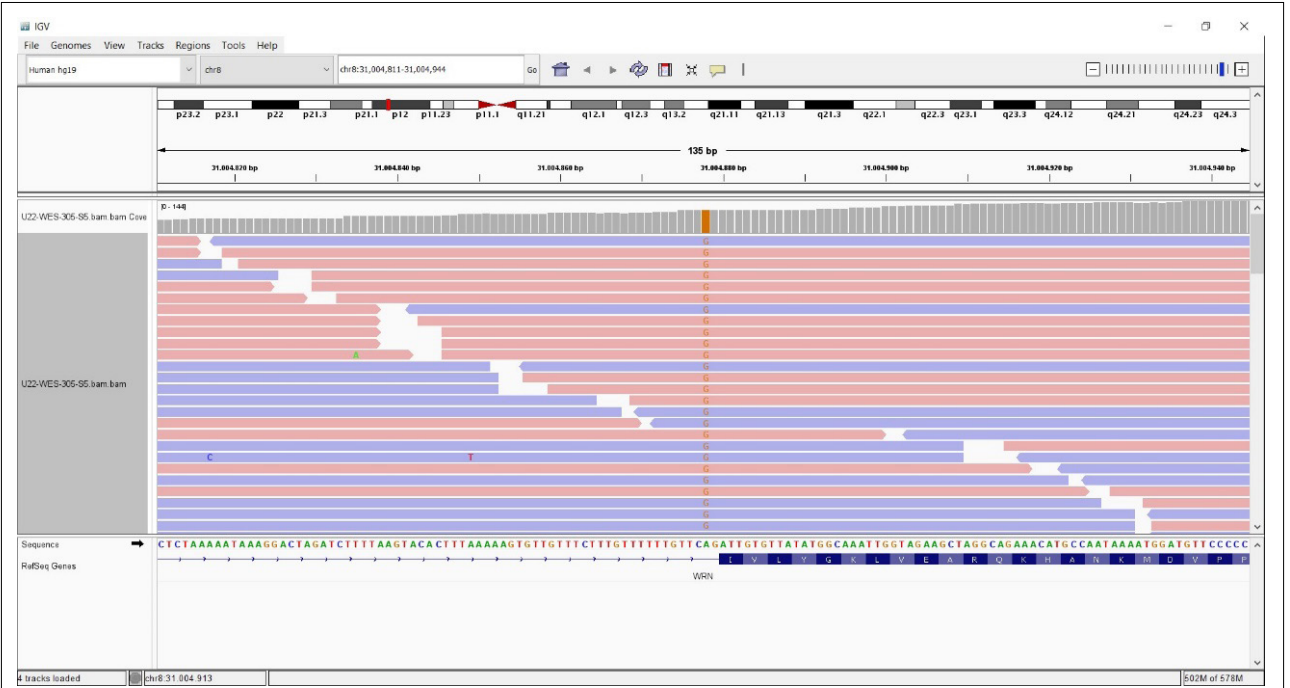 IGV
File Genomes View Tracks Regions Tools Help
Human hg19 chr8 chr8:31,004,811-31,004,944 Go
p23.2 p23.1 p22 p21.3 p21.1 p12 p11.23 p11.1 q11.21 q12.1 q12.3 q13.2 q21.11 q21.13 q21.3 q22.1 q22.3 q23.1 q23.3 q24.12 q24.21 q24.23 q24.3
135 bp
31.004.820 bp 31.004.840 bp 31.004.860 bp 31.004.880 bp 31.004.900 bp 31.004.920 bp 31.004.940 bp
U22-WES-305-S5.bam.bam Cove
[0 - 144]
G
G
G
G
G
G
G
G
G
G
A G
G
G
G
G
G
G
G
G
C T G
G
G
G
G
G
G
U22-WES-305-S5.bam.bam
Sequence CTCTAAAAATAAAGGACTAGATCTTTTAAGTACACTTTAAAAAGTGTTGTTTCTTTGTTTTTTGTTCAGATTGTGTTATATGGCAAATTGGTAGAAGCTAGGCAGAAACATGCCAATAAAATGGATGTTCCCCC
RefSeq Genes I V L Y G K L V E A R Q K H A N K M D V P P
WRN
4 tracks loaded chr8:31.004.913 502M of 578M